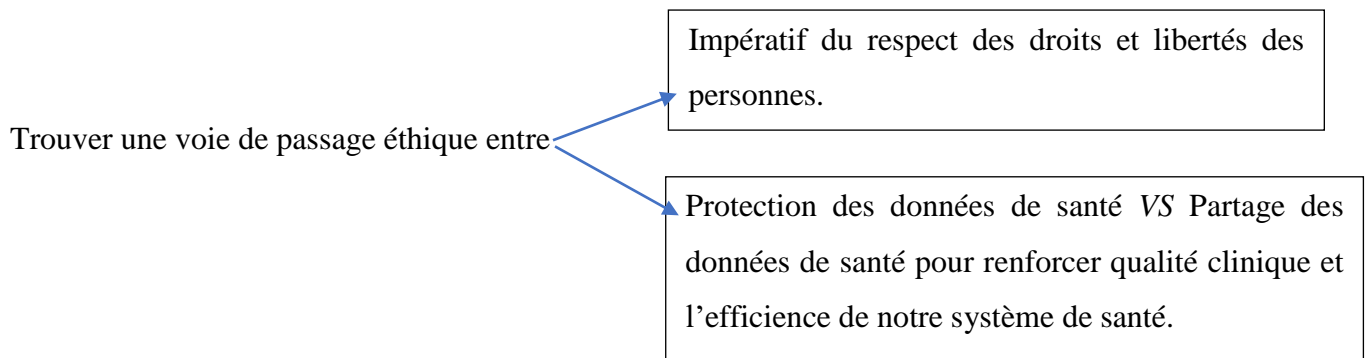 Impératif du respect des droits et libertés des
personnes.
Trouver une voie de passage éthique entre
Protection des données de santé VS Partage des
données de santé pour renforcer qualité clinique et
l’efficience de notre système de santé.